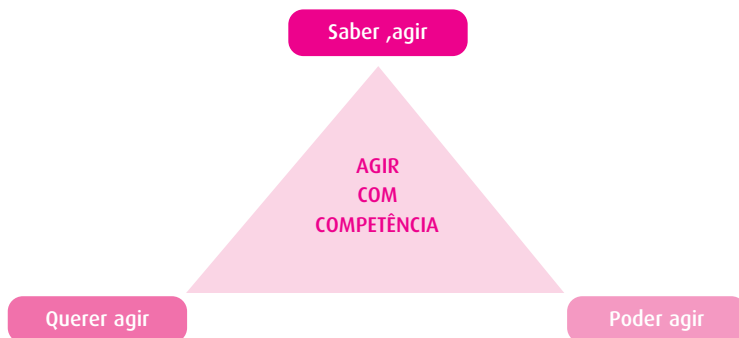 Saber ,agir
AGIR
COM
COMPETÊNCIA
Querer agir
Poder agir